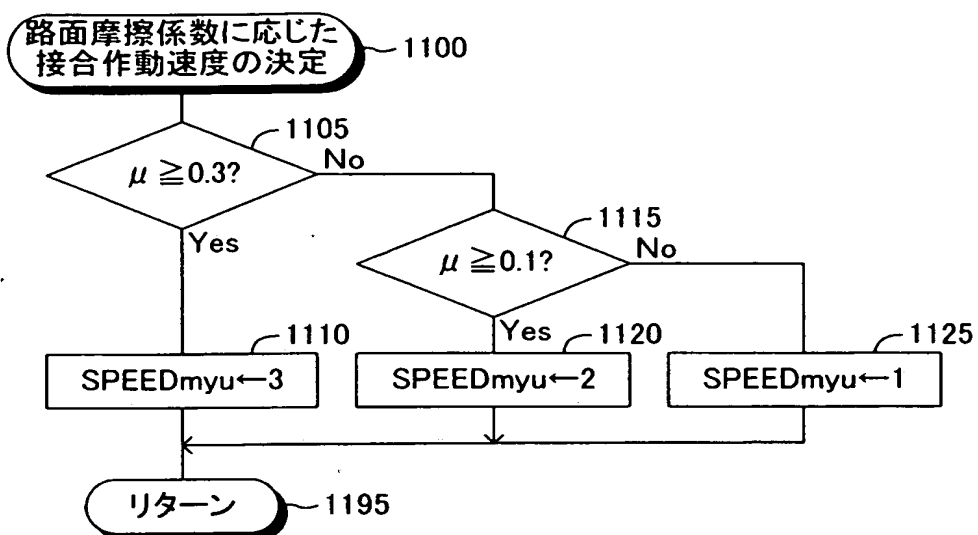 路面摩擦係数に応じた
接合作動速度の決定
1100
1105
μ≧0.3?
No
Yes
1115
μ≧0.1?
No
Yes
1110
SPEEDmyu←3
1120
SPEEDmyu←2
1125
SPEEDmyu←1
リターン
1195